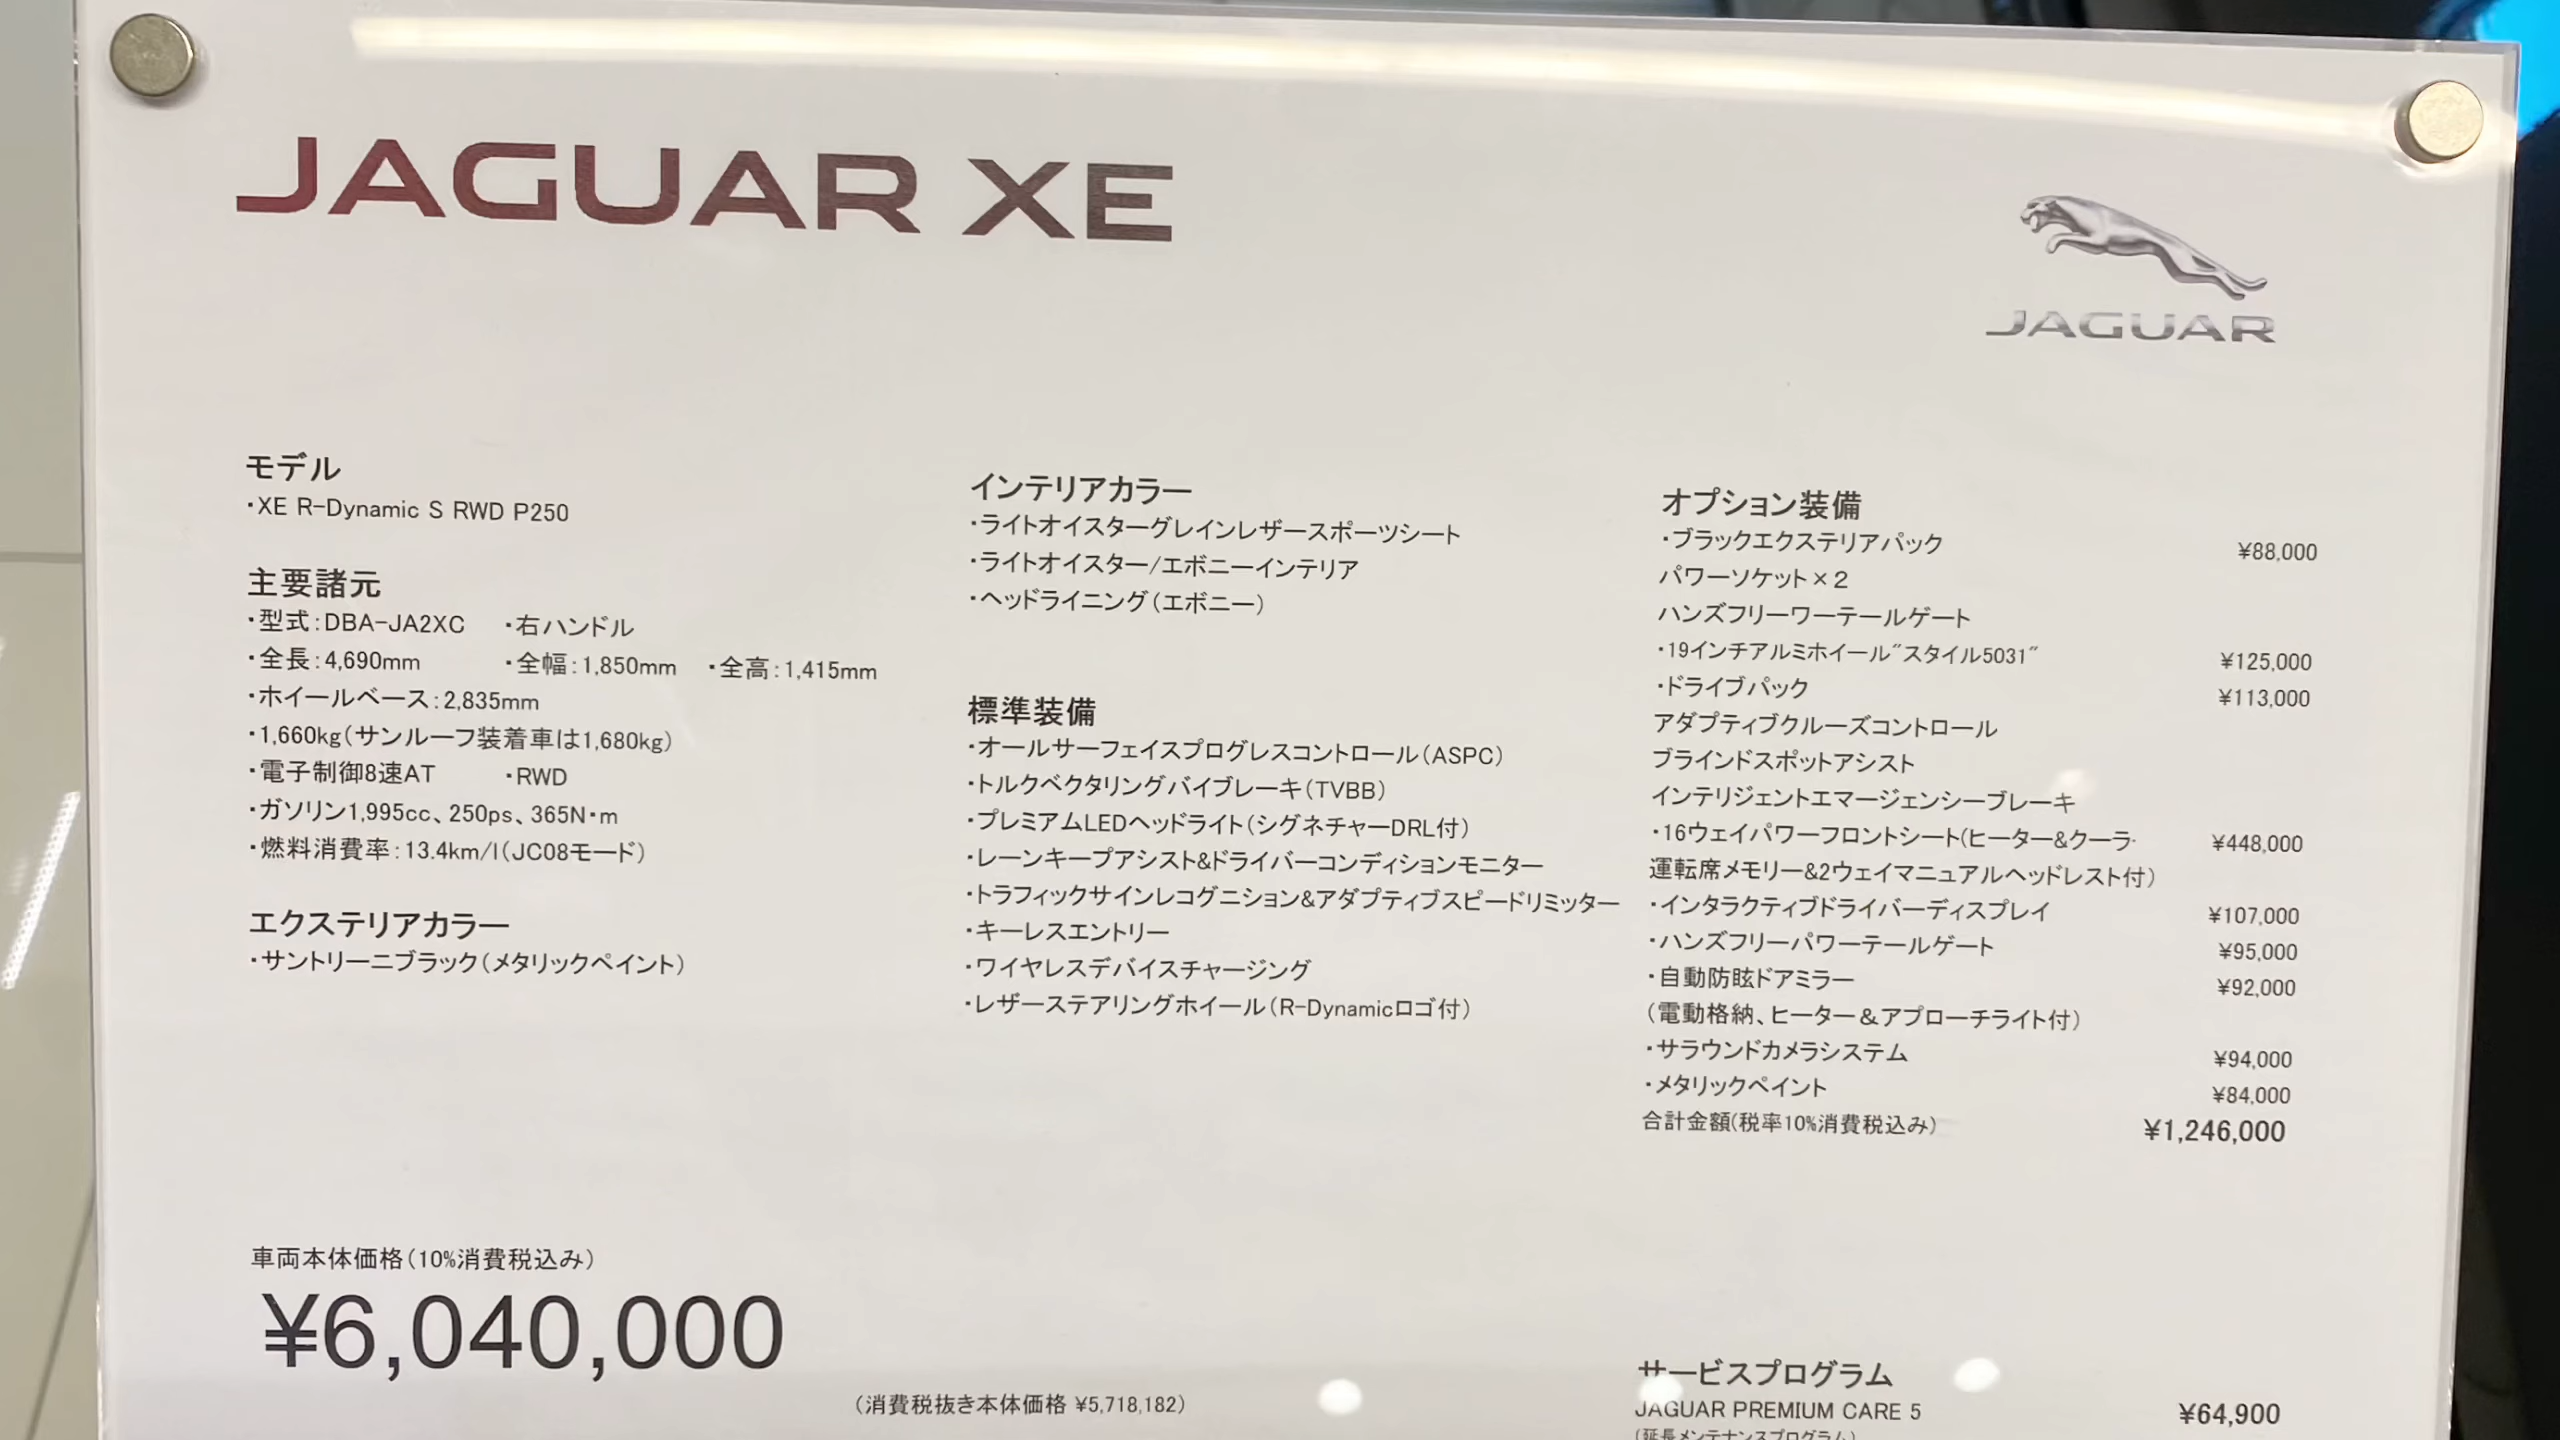 JAGUAR XE
JAGUAR
モデル
・XE R-Dynamic S RWD P250
主要諸元
・型式：DBA-JA2XC ・右ハンドル
・全長：4,690mm ・全幅：1,850mm ・全高：1,415mm
・ホイールベース：2,835mm
・1,660kg（サンルーフ装着車は1,680kg）
・電子制御8速AT ・RWD
・ガソリン1,995cc、250ps、365N・m
・燃料消費率：13.4km/l（JC08モード）
エクステリアカラー
・サントリーニブラック（メタリックペイント）
インテリアカラー
・ライトオイスターグレインレザースポーツシート
・ライトオイスター/エボニーインテリア
・ヘッドライニング（エボニー）
標準装備
・オールサーフェイスプログレスコントロール（ASPC）
・トルクベクタリングバイブレーキ（TVBB）
・プレミアムLEDヘッドライト（シグネチャーDRL付）
・レーンキープアシスト&ドライバーコンディションモニター
・トラフィックサインレコグニション&アダプティブスピードリミッター
・キーレスエントリー
・ワイヤレスデバイスチャージング
・レザーステアリングホイール（R-Dynamicロゴ付）
オプション装備
・ブラックエクステリアパック ¥88,000
パワーソケット×２
ハンズフリーワーテールゲート
・19インチアルミホイール"スタイル5031" ¥125,000
・ドライブパック ¥113,000
アダプティブクルーズコントロール
ブラインドスポットアシスト
インテリジェントエマージェンシーブレーキ
・16ウェイパワーフロントシート(ヒーター&クーラ ¥448,000
運転席メモリー&2ウェイマニュアルヘッドレスト付）
・インタラクティブドライバーディスプレイ ¥107,000
・ハンズフリーパワーテールゲート ¥95,000
・自動防眩ドアミラー ¥92,000
（電動格納、ヒーター＆アプローチライト付）
・サラウンドカメラシステム ¥94,000
・メタリックペイント ¥84,000
合計金額(税率10%消費税込み） ¥1,246,000
車両本体価格（10%消費税込み）
¥6,040,000
（消費税抜き本体価格 ¥5,718,182）
サービスプログラム
JAGUAR PREMIUM CARE 5 ¥64,900
（延長メンテナンスプログラム）